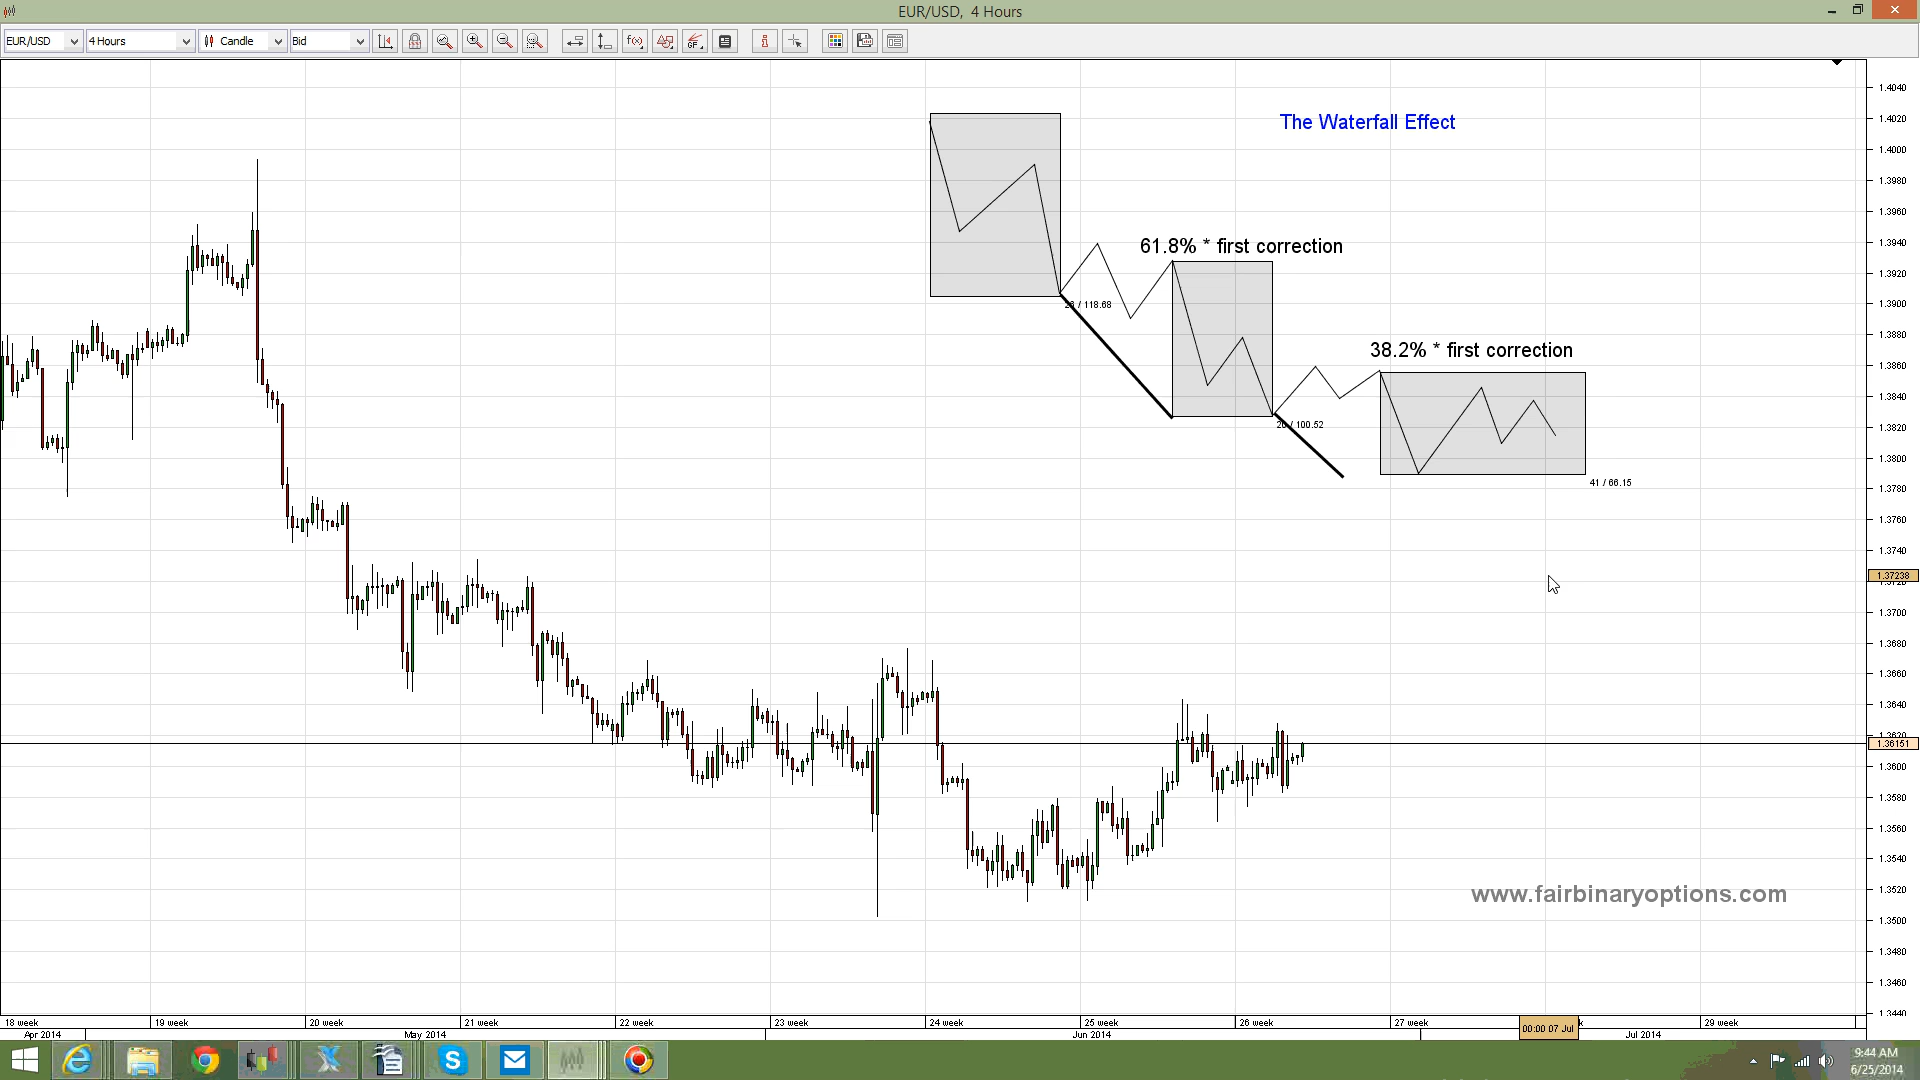 EUR/USD, 4 Hours
EUR/USD 4 Hours Candle Bid f(x) GF
1.4040
The Waterfall Effect
1.4020
1.4000
1.3980
1.3960
61.8% * first correction
1.3940
1.3920
23 / 118.68
1.3900
1.3880
38.2% * first correction
1.3860
1.3840
20 / 100.52
1.3820
1.3800
41 / 66.15
1.3780
1.3760
1.3740
1.37238
1.3720
1.3700
1.3680
1.3660
1.3640
1.3620
1.36151
1.3600
1.3580
1.3560
1.3540
1.3520
www.fairbinaryoptions.com
1.3500
1.3480
1.3460
1.3440
18 week 19 week 20 week 21 week 22 week 23 week 24 week 25 week 26 week 27 week 29 week
Apr 2014 May 2014 Jun 2014 00:00 07 Jul Jul 2014
9:44 AM
6/25/2014